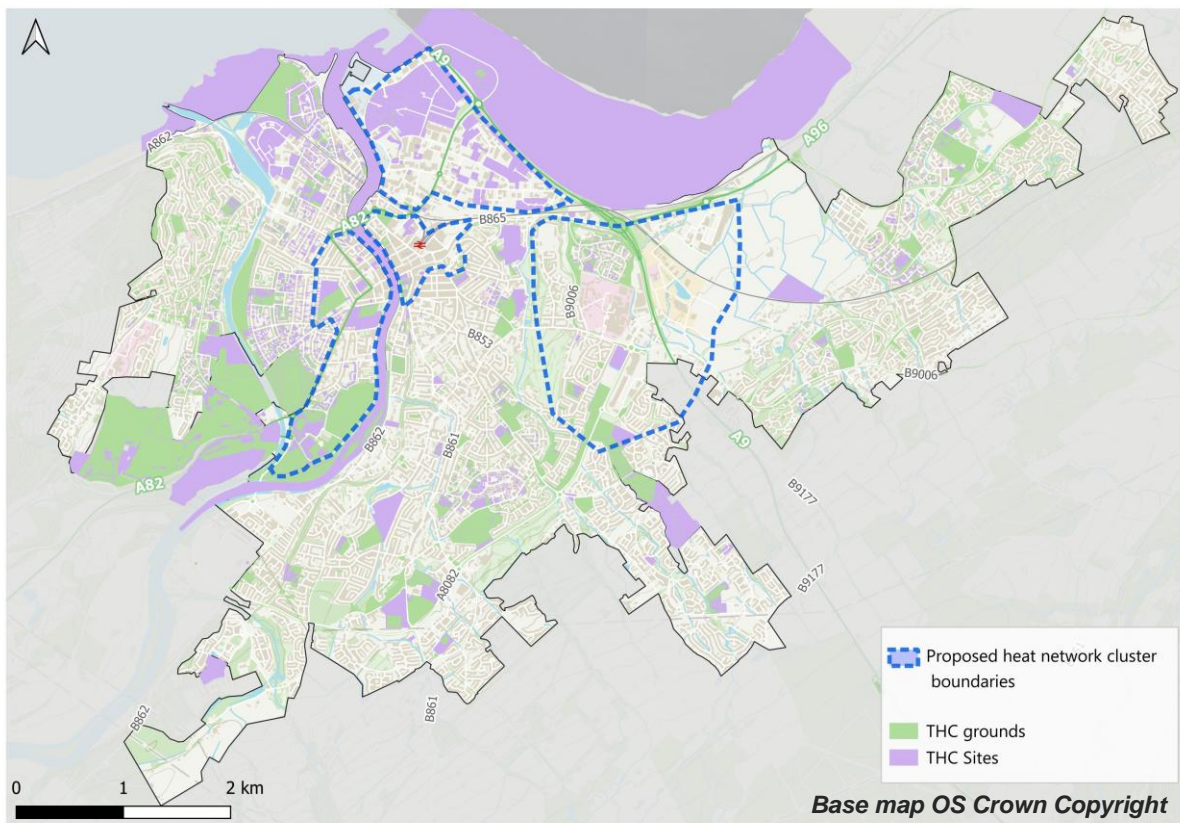 A9
A96
A862
A82
B865
B9006
B853
B9006
B862
B861
A9
A82
B9177
A8082
B9177
B862
B861
Proposed heat network cluster
boundaries
THC grounds
THC Sites
0 1 2 km
Base map OS Crown Copyright